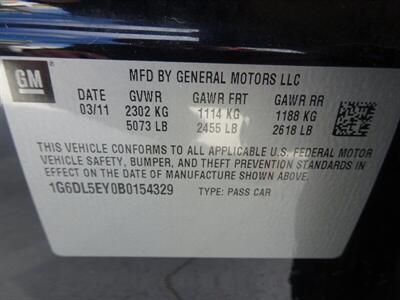 GM
MFD BY GENERAL MOTORS LLC
DATE GVWR GAWR FRT GAWR RR
03/11 2302 KG 1114 KG 1188 KG
5073 LB 2455 LB 2618 LB
THIS VEHICLE CONFORMS TO ALL APPLICABLE U.S. FEDERAL MOTOR
VEHICLE SAFETY, BUMPER, AND THEFT PREVENTION STANDARDS IN
EFFECT ON THE DATE OF MANUFACTURE SHOWN ABOVE.
1G6DL5EY0B0154329 TYPE: PASS CAR